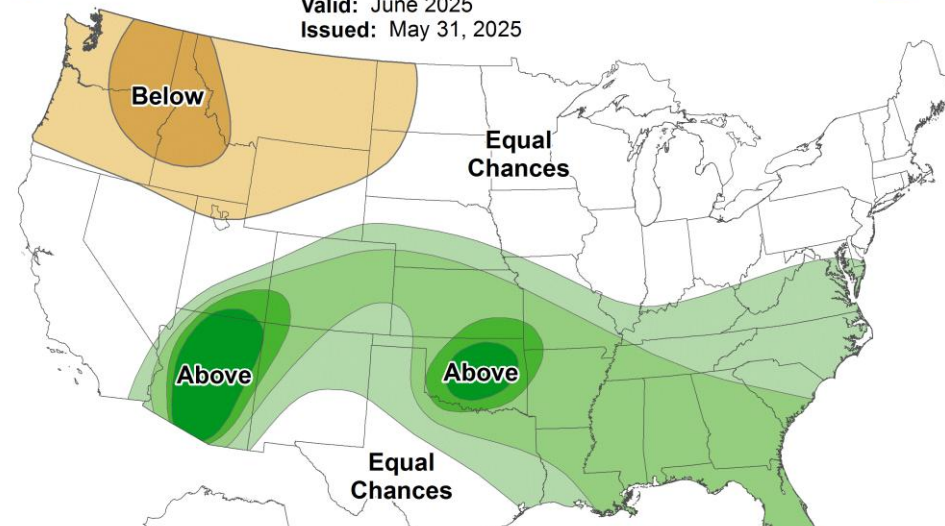 Valid: June 2025
Issued: May 31, 2025
Below
Equal
Chances
Above
Above
Equal
Chances